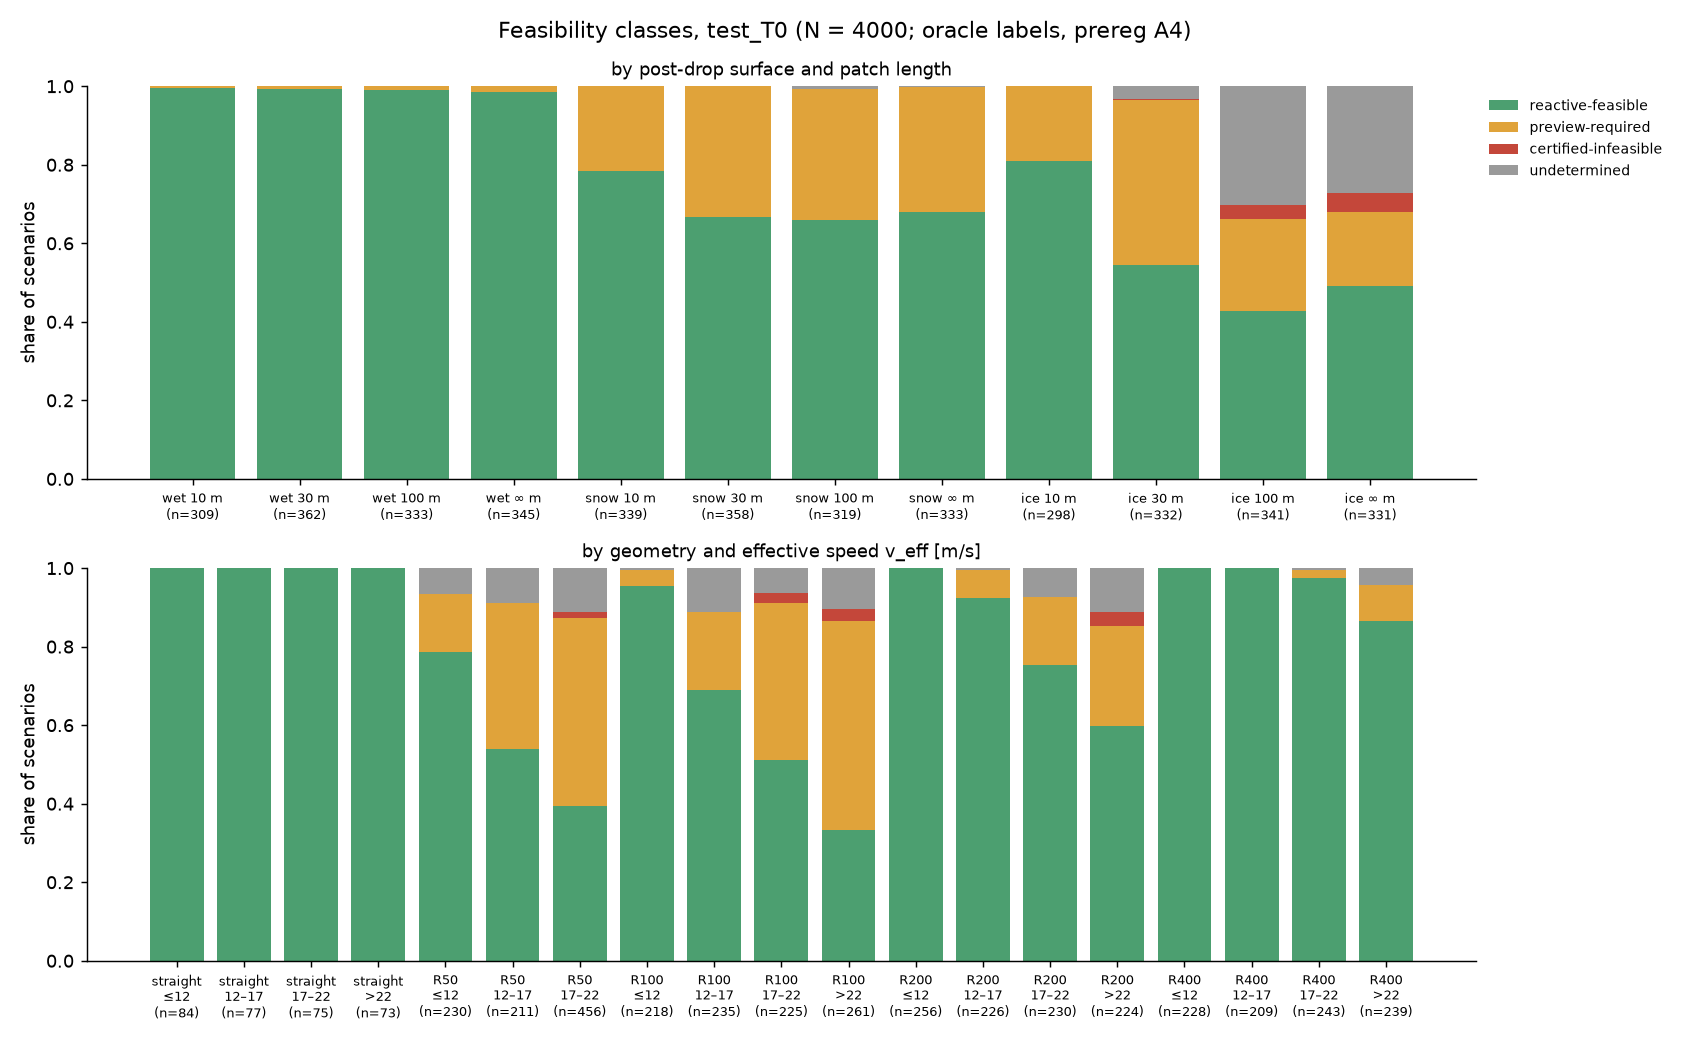 Feasibility classes, test_T0 (N = 4000; oracle labels, prereg A4)
by post-drop surface and patch length
share of scenarios
1.0
0.8
0.6
0.4
0.2
0.0
wet 10 m
(n=309)
wet 30 m
(n=362)
wet 100 m
(n=333)
wet ∞ m
(n=345)
snow 10 m
(n=339)
snow 30 m
(n=358)
snow 100 m
(n=319)
snow ∞ m
(n=333)
ice 10 m
(n=298)
ice 30 m
(n=332)
ice 100 m
(n=341)
ice ∞ m
(n=331)
reactive-feasible
preview-required
certified-infeasible
undetermined
by geometry and effective speed v_eff [m/s]
share of scenarios
1.0
0.8
0.6
0.4
0.2
0.0
straight
≤12
(n=84)
straight
12–17
(n=77)
straight
17–22
(n=75)
straight
>22
(n=73)
R50
≤12
(n=230)
R50
12–17
(n=211)
R50
17–22
(n=456)
R100
≤12
(n=218)
R100
12–17
(n=235)
R100
17–22
(n=225)
R100
>22
(n=261)
R200
≤12
(n=256)
R200
12–17
(n=226)
R200
17–22
(n=230)
R200
>22
(n=224)
R400
≤12
(n=228)
R400
12–17
(n=209)
R400
17–22
(n=243)
R400
>22
(n=239)